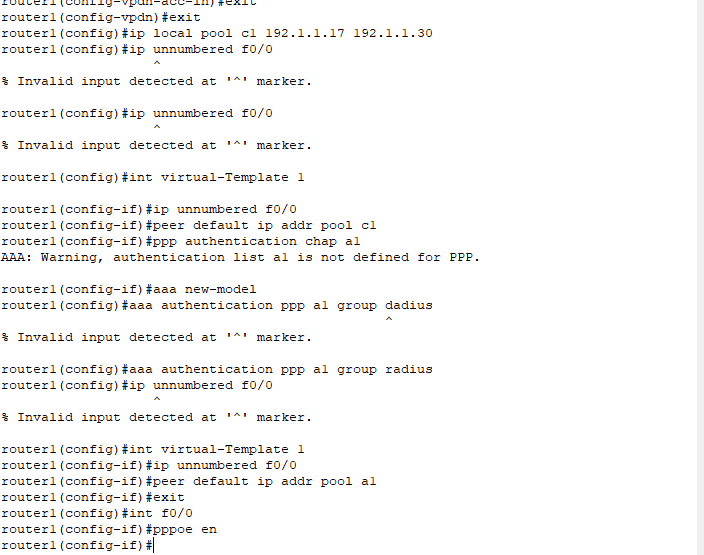 router1(config-vpdn-acc-in)#exit
router1(config-vpdn)#exit
router1(config)#ip local pool c1 192.1.1.17 192.1.1.30
router1(config)#ip unnumbered f0/0
^
% Invalid input detected at '^' marker.
router1(config)#ip unnumbered f0/0
^
% Invalid input detected at '^' marker.
router1(config)#int virtual-Template 1
router1(config-if)#ip unnumbered f0/0
router1(config-if)#peer default ip addr pool c1
router1(config-if)#ppp authentication chap a1
AAA: Warning, authentication list a1 is not defined for PPP.
router1(config-if)#aaa new-model
router1(config)#aaa authentication ppp a1 group dadius
^
% Invalid input detected at '^' marker.
router1(config)#aaa authentication ppp a1 group radius
router1(config)#ip unnumbered f0/0
^
% Invalid input detected at '^' marker.
router1(config)#int virtual-Template 1
router1(config-if)#ip unnumbered f0/0
router1(config-if)#peer default ip addr pool a1
router1(config-if)#exit
router1(config)#int f0/0
router1(config-if)#pppoe en
router1(config-if)#